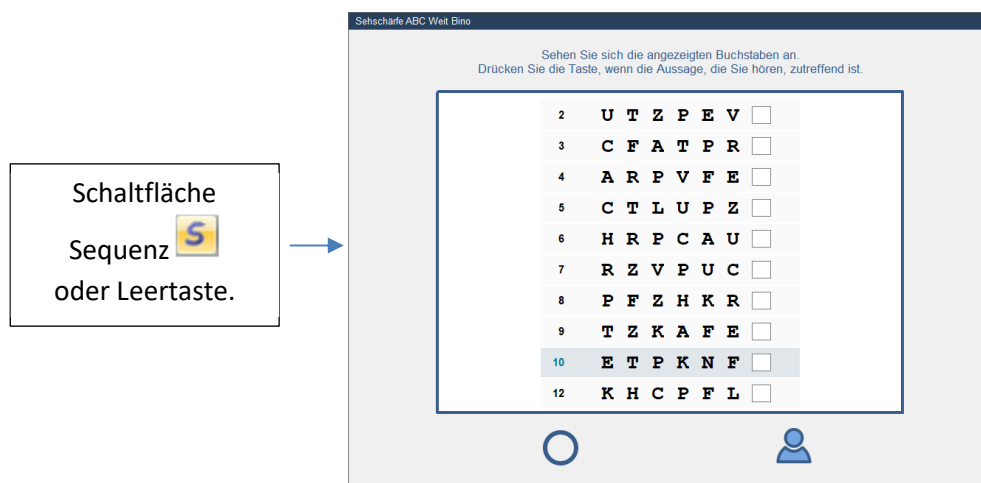 Schaltfläche
Sequenz S
oder Leertaste.
Sehschärfe ABC Weit Bino
Sehen Sie sich die angezeigten Buchstaben an.
Drücken Sie die Taste, wenn die Aussage, die Sie hören, zutreffend ist.
2 U T Z P E V
3 C F A T P R
4 A R P V F E
5 C T L U P Z
6 H R P C A U
7 R Z V P U C
8 P F Z H K R
9 T Z K A F E
10 E T P K N F
12 K H C P F L